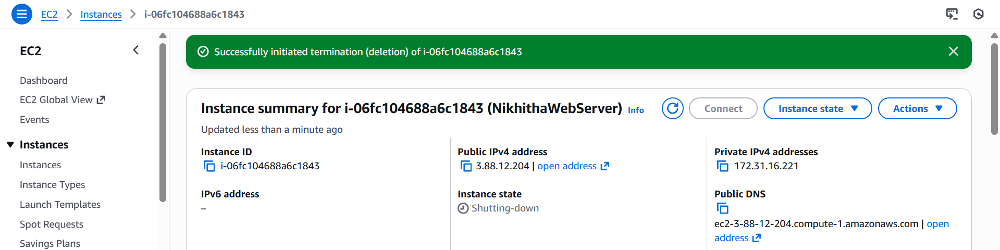 EC2 > Instances > i-06fc104688a6c1843
EC2
Dashboard
EC2 Global View
Events
Instances
Instances
Instance Types
Launch Templates
Spot Requests
Savings Plans
Successfully initiated termination (deletion) of i-06fc104688a6c1843
Instance summary for i-06fc104688a6c1843 (NikhithaWebServer) Info
Connect
Instance state
Actions
Updated less than a minute ago
Instance ID
i-06fc104688a6c1843
Public IPv4 address
3.88.12.204 | open address
Private IPv4 addresses
172.31.16.221
IPv6 address
–
Instance state
Shutting-down
Public DNS
ec2-3-88-12-204.compute-1.amazonaws.com | open
address